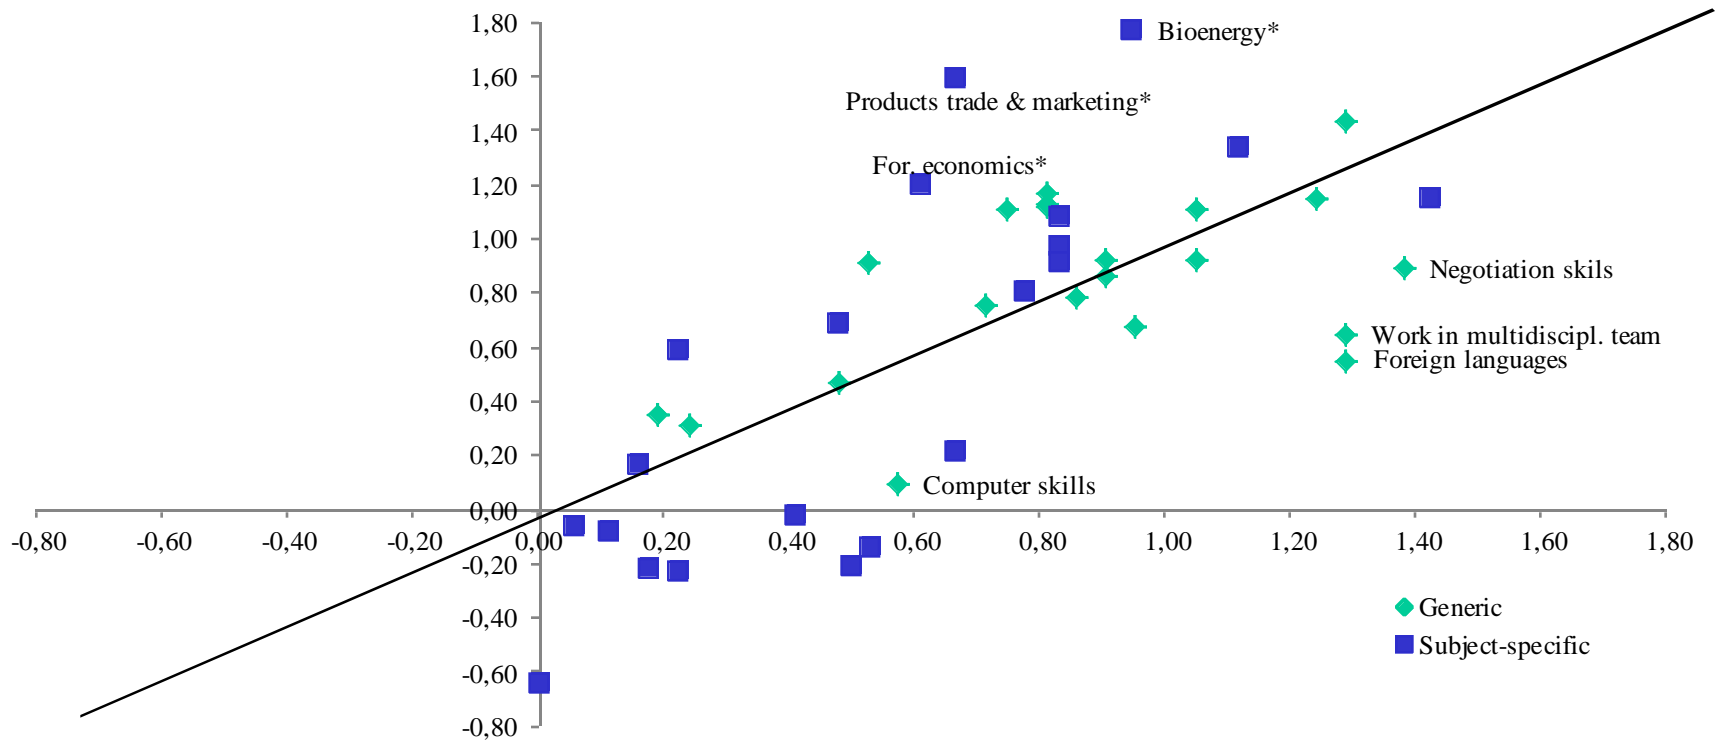 1,80
Bioenergy*
1,60
Products trade & marketing*
1,40
For. economics*
1,20
1,00
Negotiation skils
0,80
Work in multidiscipl. team
0,60
Foreign languages
0,40
0,20
Computer skills
0,00
-0,80 -0,60 -0,40 -0,20 0,00 0,20 0,40 0,60 0,80 1,00 1,20 1,40 1,60 1,80
-0,20
Generic
-0,40
Subject-specific
-0,60
-0,80